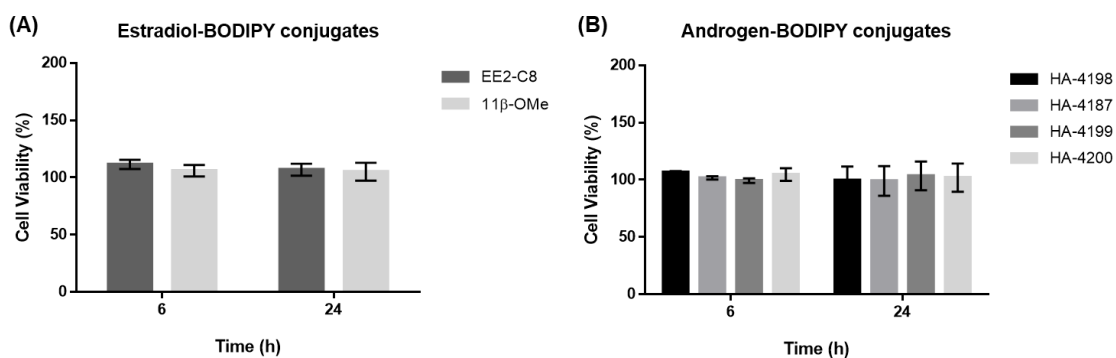 (A)
Estradiol-BODIPY conjugates
Cell Viability (%)
200
150
100
50
0
6
24
Time (h)
EE2-C8
11β-OMe
(B)
Androgen-BODIPY conjugates
Cell Viability (%)
200
150
100
50
0
6
24
Time (h)
HA-4198
HA-4187
HA-4199
HA-4200